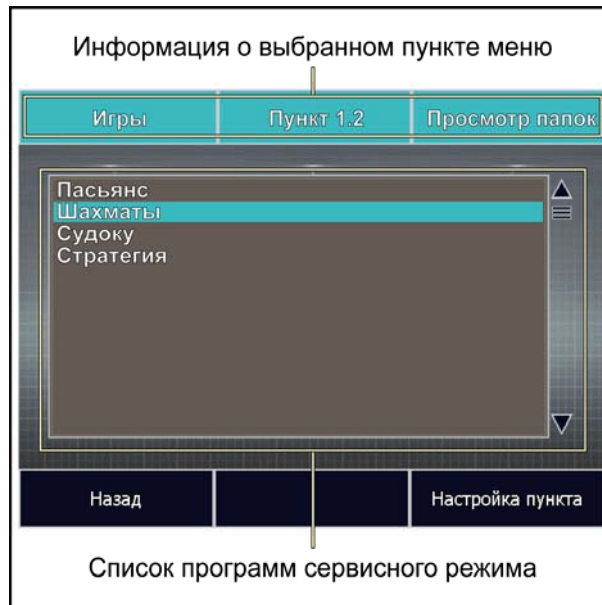 Информация о выбранном пункте меню
Игры Пункт 1.2 Просмотр папок
Пасьянс
Шахматы
Судоку
Стратегия
Назад Настройка пункта
Список программ сервисного режима